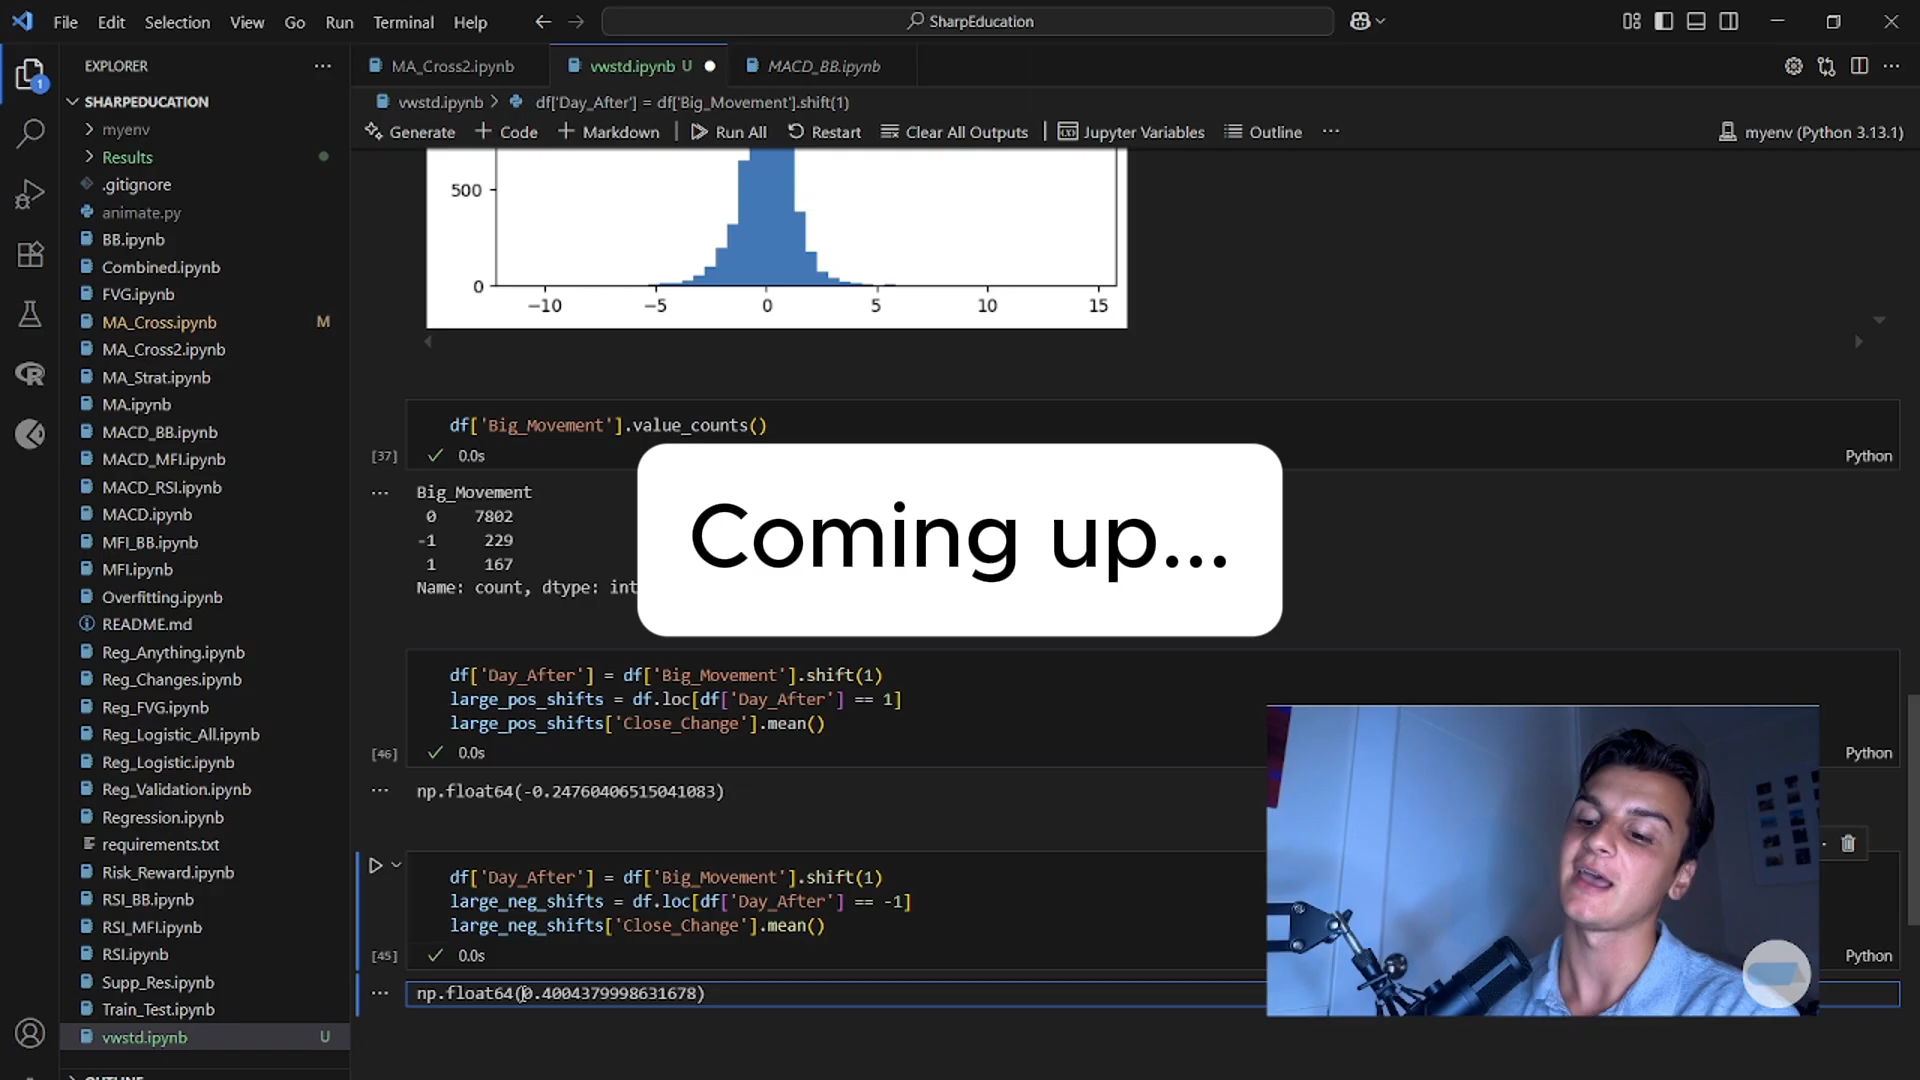 File Edit Selection View Go Run Terminal Help
SharpEducation
EXPLORER
SHARPEDUCATION
myenv
Results
.gitignore
animate.py
BB.ipynb
Combined.ipynb
FVG.ipynb
MA_Cross.ipynb M
MA_Cross2.ipynb
MA_Strat.ipynb
MA.ipynb
MACD_BB.ipynb
MACD_MFI.ipynb
MACD_RSI.ipynb
MACD.ipynb
MFI_BB.ipynb
MFI.ipynb
Overfitting.ipynb
README.md
Reg_Anything.ipynb
Reg_Changes.ipynb
Reg_FVG.ipynb
Reg_Logistic_All.ipynb
Reg_Logistic.ipynb
Reg_Validation.ipynb
Regression.ipynb
requirements.txt
Risk_Reward.ipynb
RSI_BB.ipynb
RSI_MFI.ipynb
RSI.ipynb
Supp_Res.ipynb
Train_Test.ipynb
vwstd.ipynb U
1
MA_Cross2.ipynb vwstd.ipynb U MACD_BB.ipynb
vwstd.ipynb > df['Day_After'] = df['Big_Movement'].shift(1)
Generate + Code + Markdown Run All Restart Clear All Outputs Jupyter Variables Outline ... myenv (Python 3.13.1)
500
0
−10 −5 0 5 10 15
df['Big_Movement'].value_counts()
[37] 0.0s Python
Big_Movement
0 7802
-1 229
1 167
Name: count, dtype: int
Coming up...
df['Day_After'] = df['Big_Movement'].shift(1)
large_pos_shifts = df.loc[df['Day_After'] == 1]
large_pos_shifts['Close_Change'].mean()
[46] 0.0s Python
np.float64(-0.24760406515041083)
df['Day_After'] = df['Big_Movement'].shift(1)
large_neg_shifts = df.loc[df['Day_After'] == -1]
large_neg_shifts['Close_Change'].mean()
[45] 0.0s Python
np.float64(0.4004379998631678)